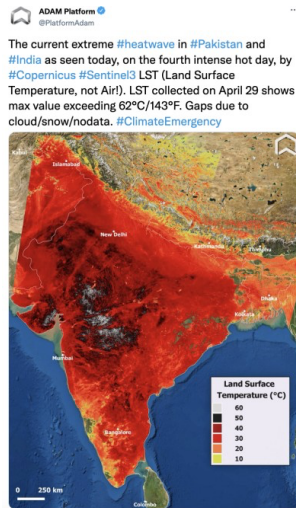 ADAM Platform
@PlatformAdam
The current extreme #heatwave in #Pakistan and
#India as seen today, on the fourth intense hot day, by
#Copernicus #Sentinel3 LST (Land Surface
Temperature, not Air!). LST collected on April 29 shows
max value exceeding 62°C/143°F. Gaps due to
cloud/snow/nodata. #ClimateEmergency
Kabul
Islamabad
New Delhi
Kathmandu
Thimphu
Dhaka
Kolkata
Mumbai
Bangalore
Colombo
Land Surface
Temperature (°C)
60
50
40
30
20
10
0 250 km